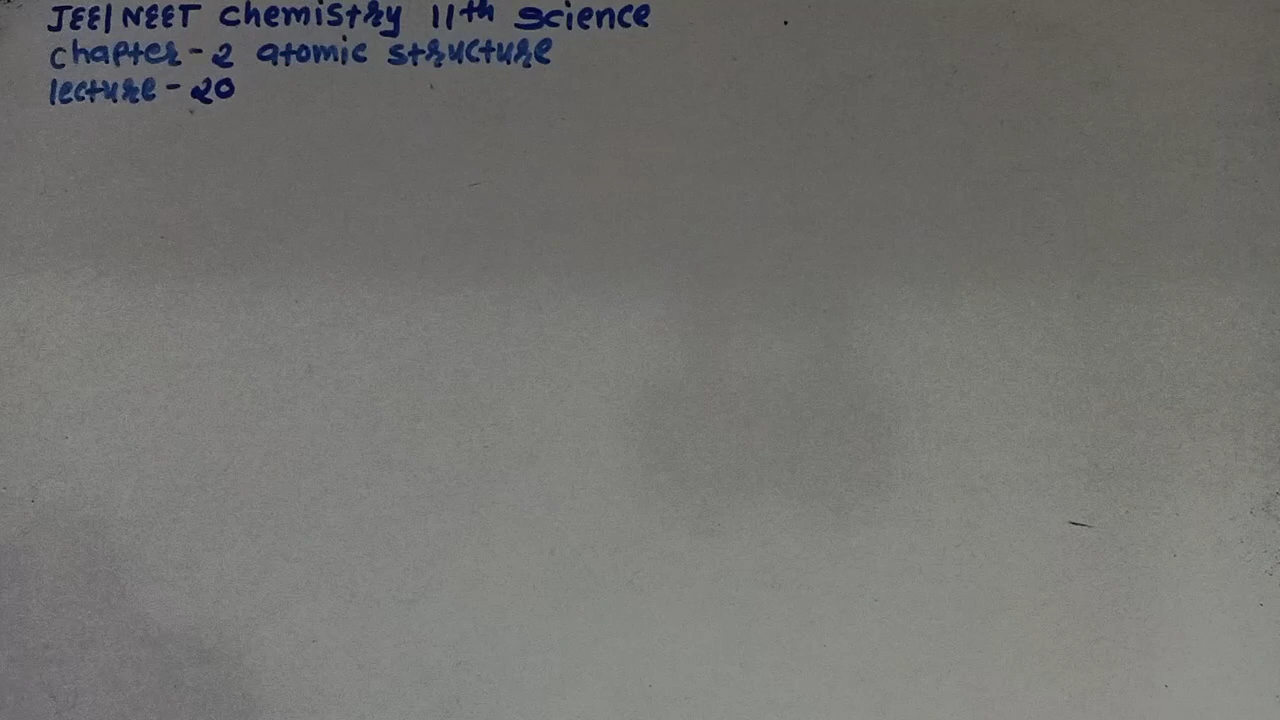 JEE/NEET chemistry 11th science
chapter-2 atomic structure
lecture-20